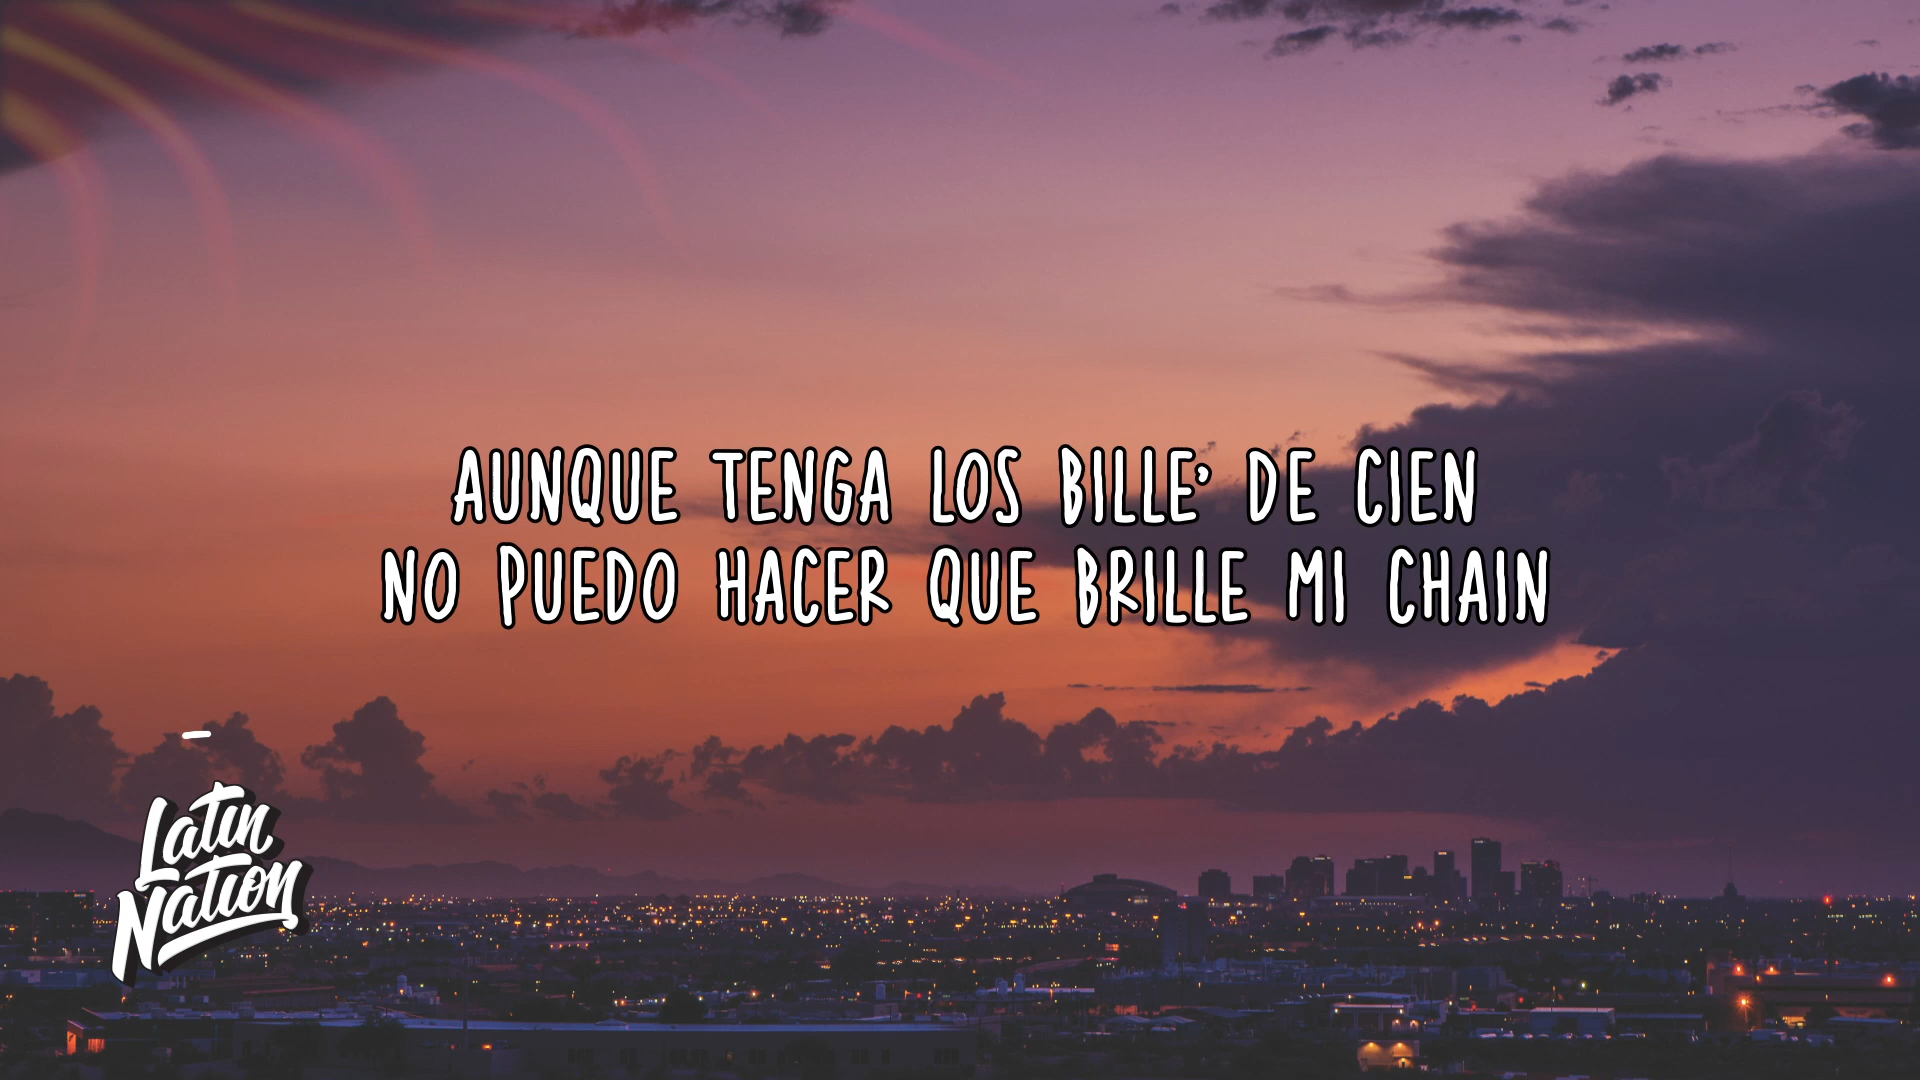 AUNQUE TENGA LOS BILLE' DE CIEN
NO PUEDO HACER QUE BRILLE MI CHAIN
Latin
Nation